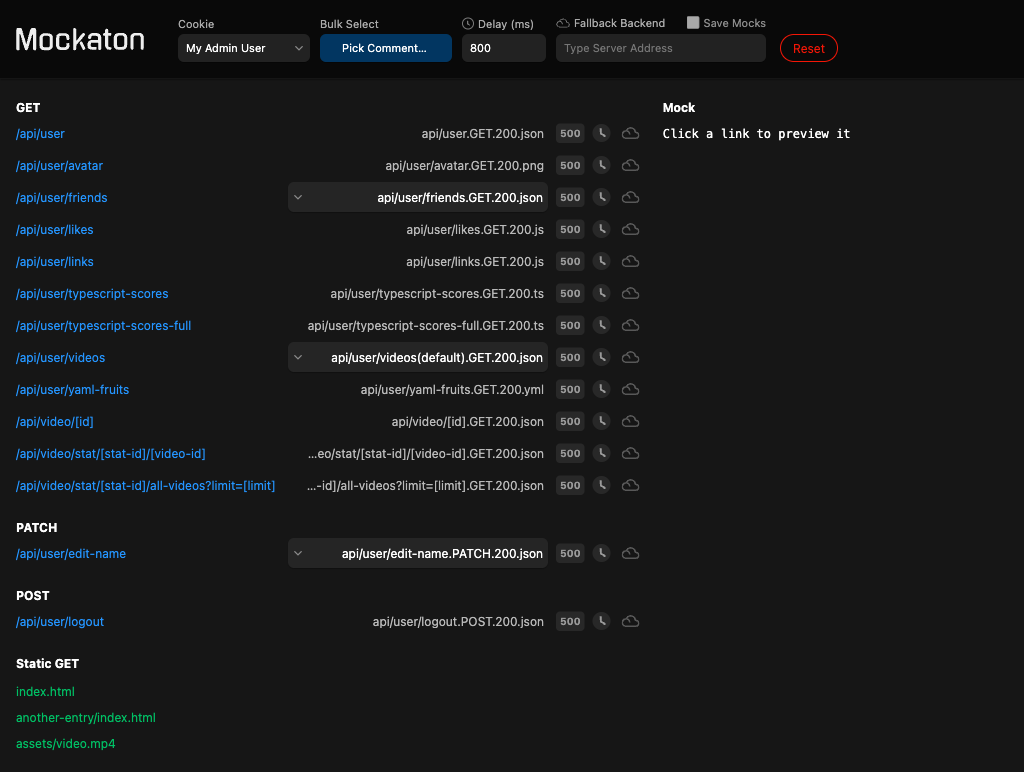 Mockaton
Cookie
My Admin User
Bulk Select
Pick Comment...
Delay (ms)
800
Fallback Backend
Save Mocks
Type Server Address
Reset
GET
/api/user api/user.GET.200.json 500
/api/user/avatar api/user/avatar.GET.200.png 500
/api/user/friends api/user/friends.GET.200.json 500
/api/user/likes api/user/likes.GET.200.js 500
/api/user/links api/user/links.GET.200.js 500
/api/user/typescript-scores api/user/typescript-scores.GET.200.ts 500
/api/user/typescript-scores-full api/user/typescript-scores-full.GET.200.ts 500
/api/user/videos api/user/videos(default).GET.200.json 500
/api/user/yaml-fruits api/user/yaml-fruits.GET.200.yml 500
/api/video/[id] api/video/[id].GET.200.json 500
/api/video/stat/[stat-id]/[video-id] ...eo/stat/[stat-id]/[video-id].GET.200.json 500
/api/video/stat/[stat-id]/all-videos?limit=[limit] ...-id]/all-videos?limit=[limit].GET.200.json 500
PATCH
/api/user/edit-name api/user/edit-name.PATCH.200.json 500
POST
/api/user/logout api/user/logout.POST.200.json 500
Static GET
index.html
another-entry/index.html
assets/video.mp4
Mock
Click a link to preview it